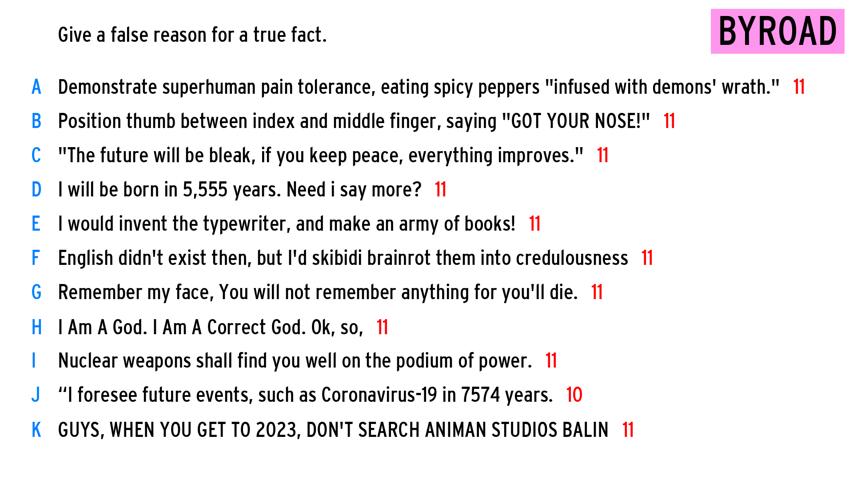 Give a false reason for a true fact.
BYROAD
A Demonstrate superhuman pain tolerance, eating spicy peppers "infused with demons' wrath." 11
B Position thumb between index and middle finger, saying "GOT YOUR NOSE!" 11
C "The future will be bleak, if you keep peace, everything improves." 11
D I will be born in 5,555 years. Need i say more? 11
E I would invent the typewriter, and make an army of books! 11
F English didn't exist then, but I'd skibidi brainrot them into credulousness 11
G Remember my face, You will not remember anything for you'll die. 11
H I Am A God. I Am A Correct God. Ok, so, 11
I Nuclear weapons shall find you well on the podium of power. 11
J “I foresee future events, such as Coronavirus-19 in 7574 years. 10
K GUYS, WHEN YOU GET TO 2023, DON'T SEARCH ANIMAN STUDIOS BALIN 11